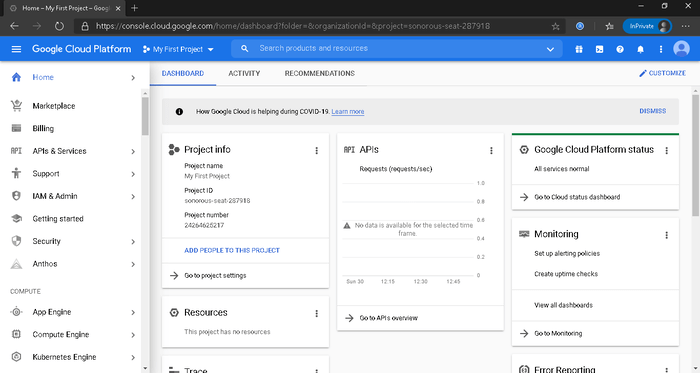 Home – My First Project – Googl
https://console.cloud.google.com/home/dashboard?folder=&organizationId=&project=sonorous-seat-287918
InPrivate
Google Cloud Platform
My First Project
Search products and resources
Home
Marketplace
Billing
API
APIs & Services
Support
IAM & Admin
Getting started
Security
Anthos
COMPUTE
App Engine
Compute Engine
Kubernetes Engine
DASHBOARD
ACTIVITY
RECOMMENDATIONS
CUSTOMIZE
How Google Cloud is helping during COVID-19. Learn more
DISMISS
Project info
Project name
My First Project
Project ID
sonorous-seat-287918
Project number
24264625217
ADD PEOPLE TO THIS PROJECT
Go to project settings
Resources
This project has no resources
Trace
API APIs
Requests (requests/sec)
1.0
0.8
0.6
0.4
0.2
0
No data is available for the selected time
frame.
Sun 30
12:15
12:30
12:45
Go to APIs overview
Google Cloud Platform status
All services normal
Go to Cloud status dashboard
Monitoring
Set up alerting policies
Create uptime checks
View all dashboards
Go to Monitoring
Error Reporting